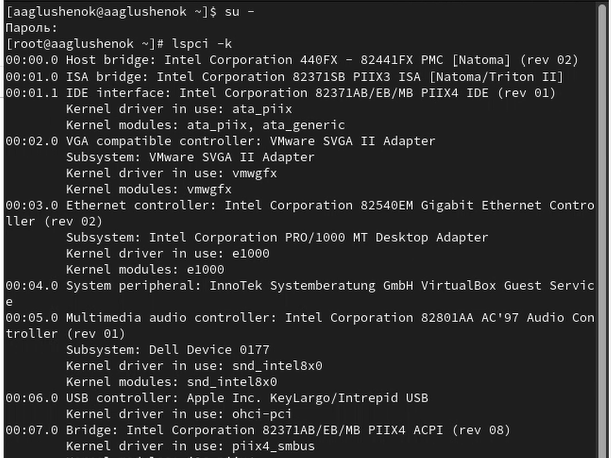 [aaglushenok@aaglushenok ~]$ su -
Пароль:
[root@aaglushenok ~]# lspci -k
00:00.0 Host bridge: Intel Corporation 440FX - 82441FX PMC [Natoma] (rev 02)
00:01.0 ISA bridge: Intel Corporation 82371SB PIIX3 ISA [Natoma/Triton II]
00:01.1 IDE interface: Intel Corporation 82371AB/EB/MB PIIX4 IDE (rev 01)
Kernel driver in use: ata_piix
Kernel modules: ata_piix, ata_generic
00:02.0 VGA compatible controller: VMware SVGA II Adapter
Subsystem: VMware SVGA II Adapter
Kernel driver in use: vmwgfx
Kernel modules: vmwgfx
00:03.0 Ethernet controller: Intel Corporation 82540EM Gigabit Ethernet Contro
ller (rev 02)
Subsystem: Intel Corporation PRO/1000 MT Desktop Adapter
Kernel driver in use: e1000
Kernel modules: e1000
00:04.0 System peripheral: InnoTek Systemberatung GmbH VirtualBox Guest Servic
e
00:05.0 Multimedia audio controller: Intel Corporation 82801AA AC'97 Audio Con
troller (rev 01)
Subsystem: Dell Device 0177
Kernel driver in use: snd_intel8x0
Kernel modules: snd_intel8x0
00:06.0 USB controller: Apple Inc. KeyLargo/Intrepid USB
Kernel driver in use: ohci-pci
00:07.0 Bridge: Intel Corporation 82371AB/EB/MB PIIX4 ACPI (rev 08)
Kernel driver in use: piix4_smbus